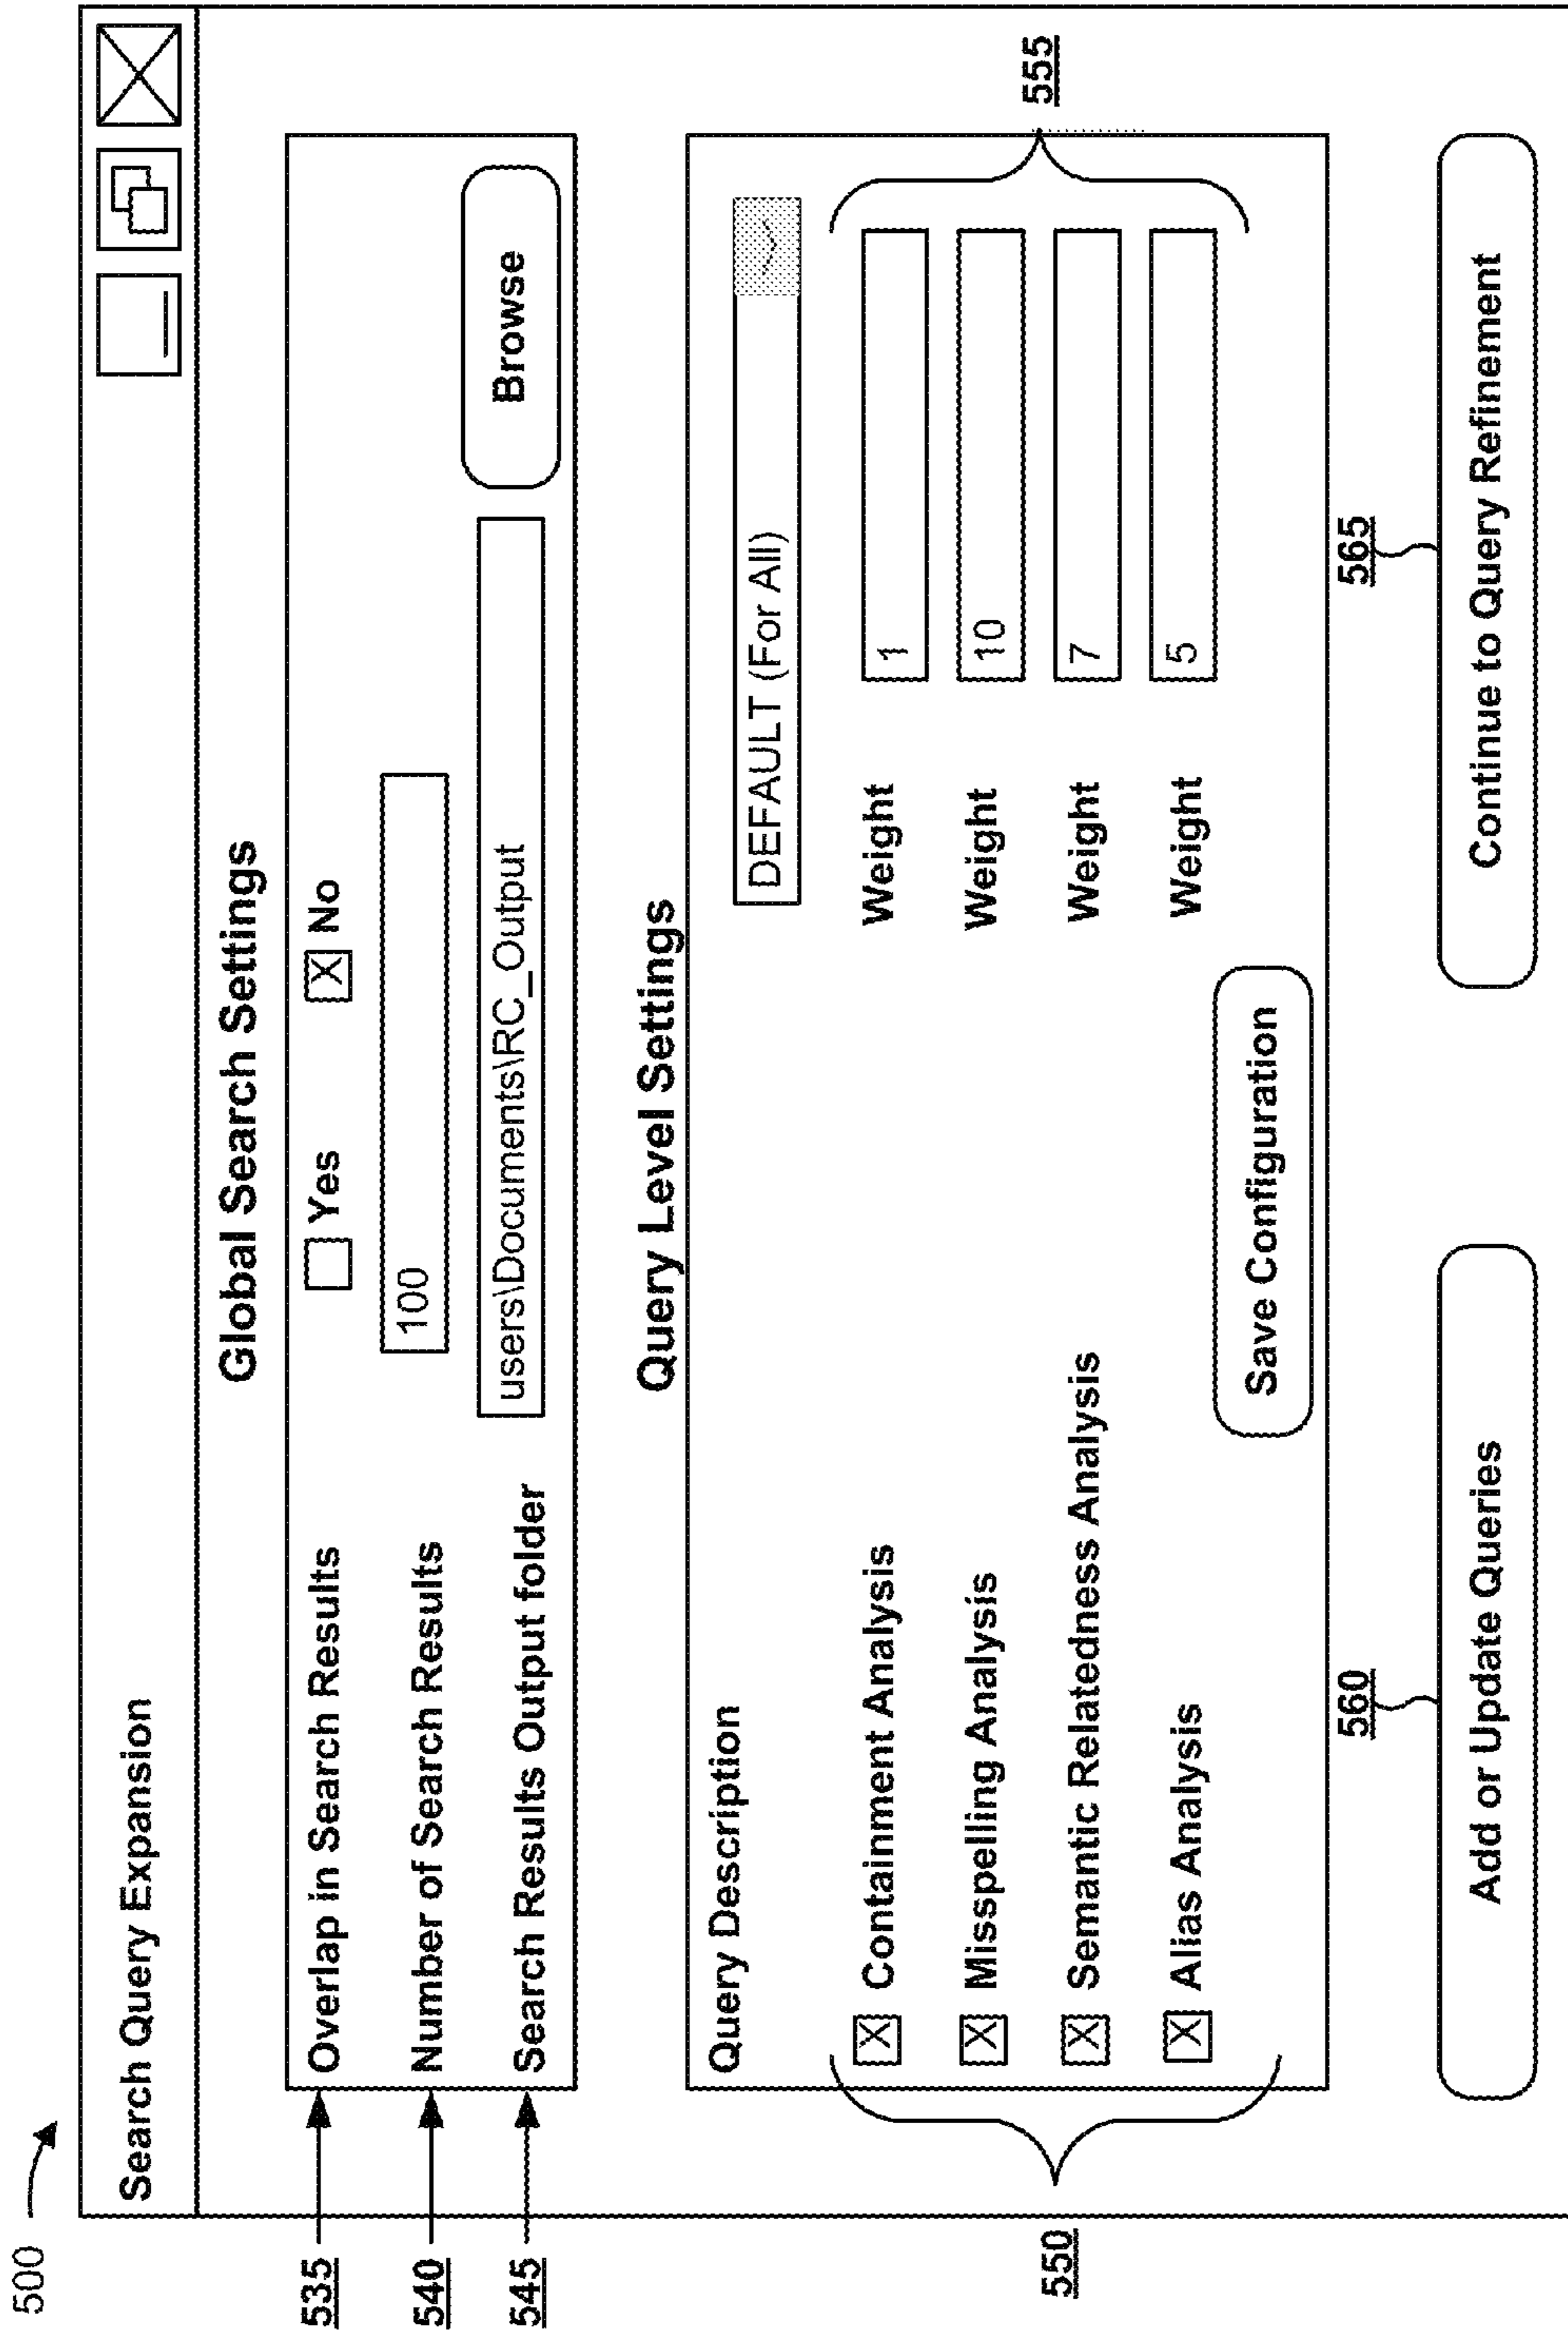 500
Search Query Expansion
Global Search Settings
535
Overlap in Search Results
Yes
X No
540
Number of Search Results
100
545
Search Results Output folder
users\Documents\RC_Output
Browse
Query Level Settings
Query Description
DEFAULT (For All)
550
X Containment Analysis
Weight
1
555
X Misspelling Analysis
Weight
10
X Semantic Relatedness Analysis
Weight
7
X Alias Analysis
Weight
5
Save Configuration
560
565
Add or Update Queries
Continue to Query Refinement